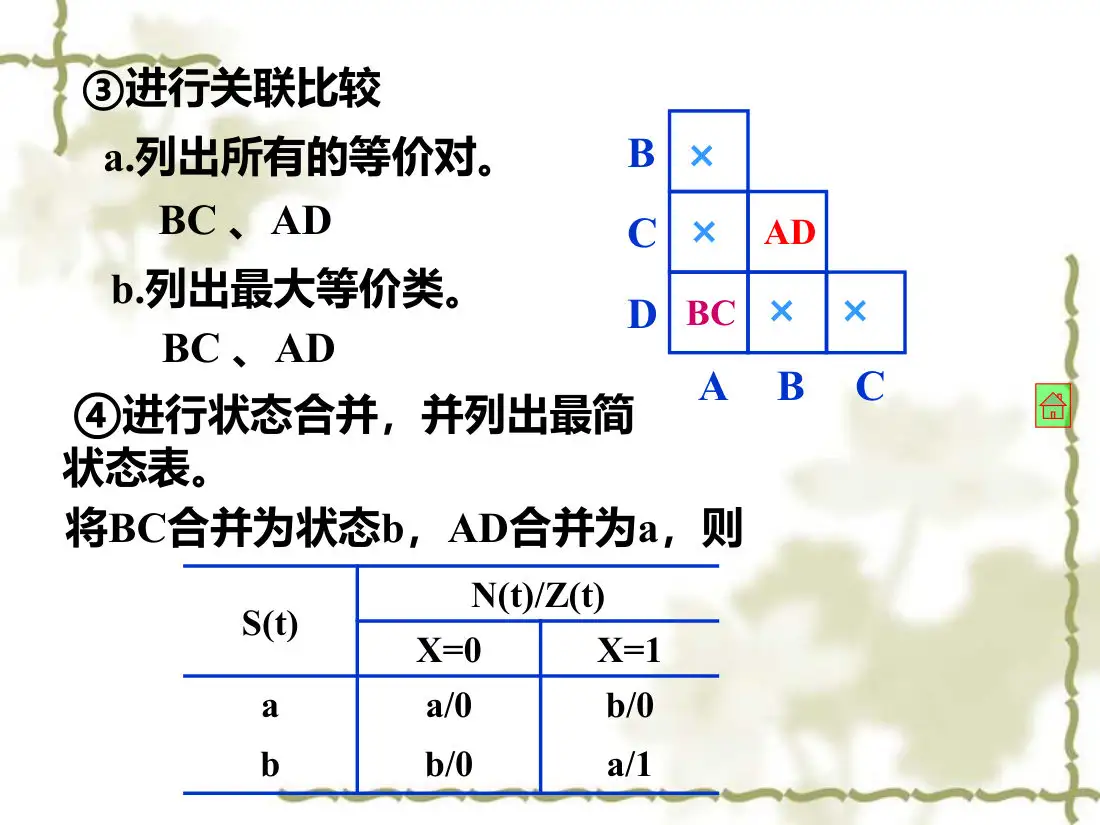 ③进行关联比较
a.列出所有的等价对。
BC 、AD
b.列出最大等价类。
BC 、AD
B ×
C × AD
D BC × ×
A B C
④进行状态合并，并列出最简
状态表。
将BC合并为状态b，AD合并为a，则
S(t) N(t)/Z(t)
X=0 X=1
a a/0 b/0
b b/0 a/1